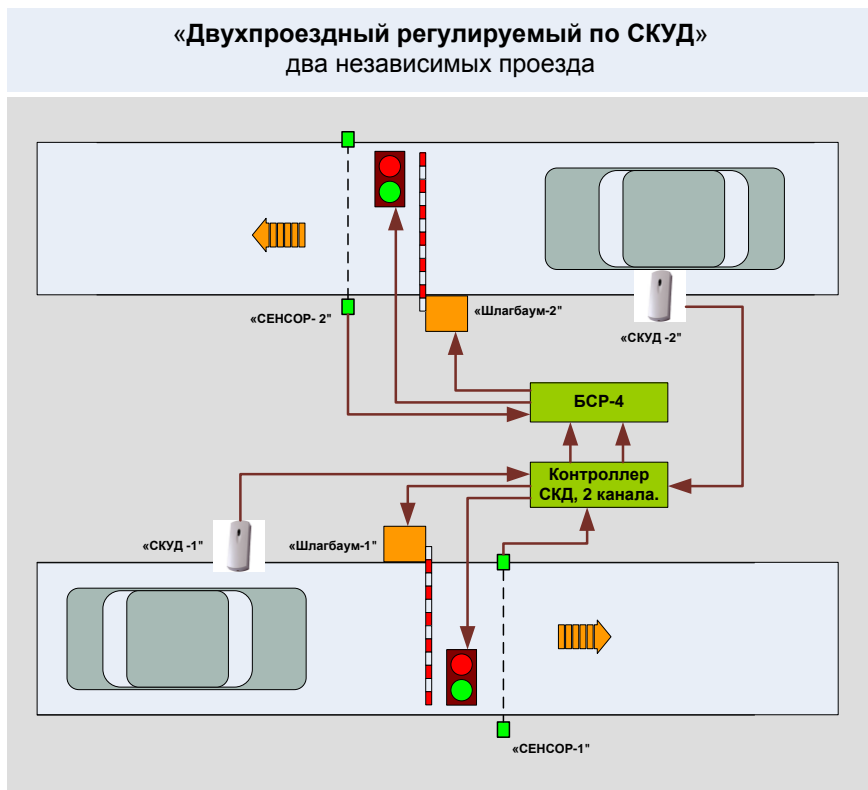 «Двухпроездный регулируемый по СКУД»
два независимых проезда
«СЕНСОР- 2"
«Шлагбаум-2"
«СКУД -2"
БСР-4
Контроллер
СКД, 2 канала.
«СКУД -1"
«Шлагбаум-1"
«СЕНСОР-1"